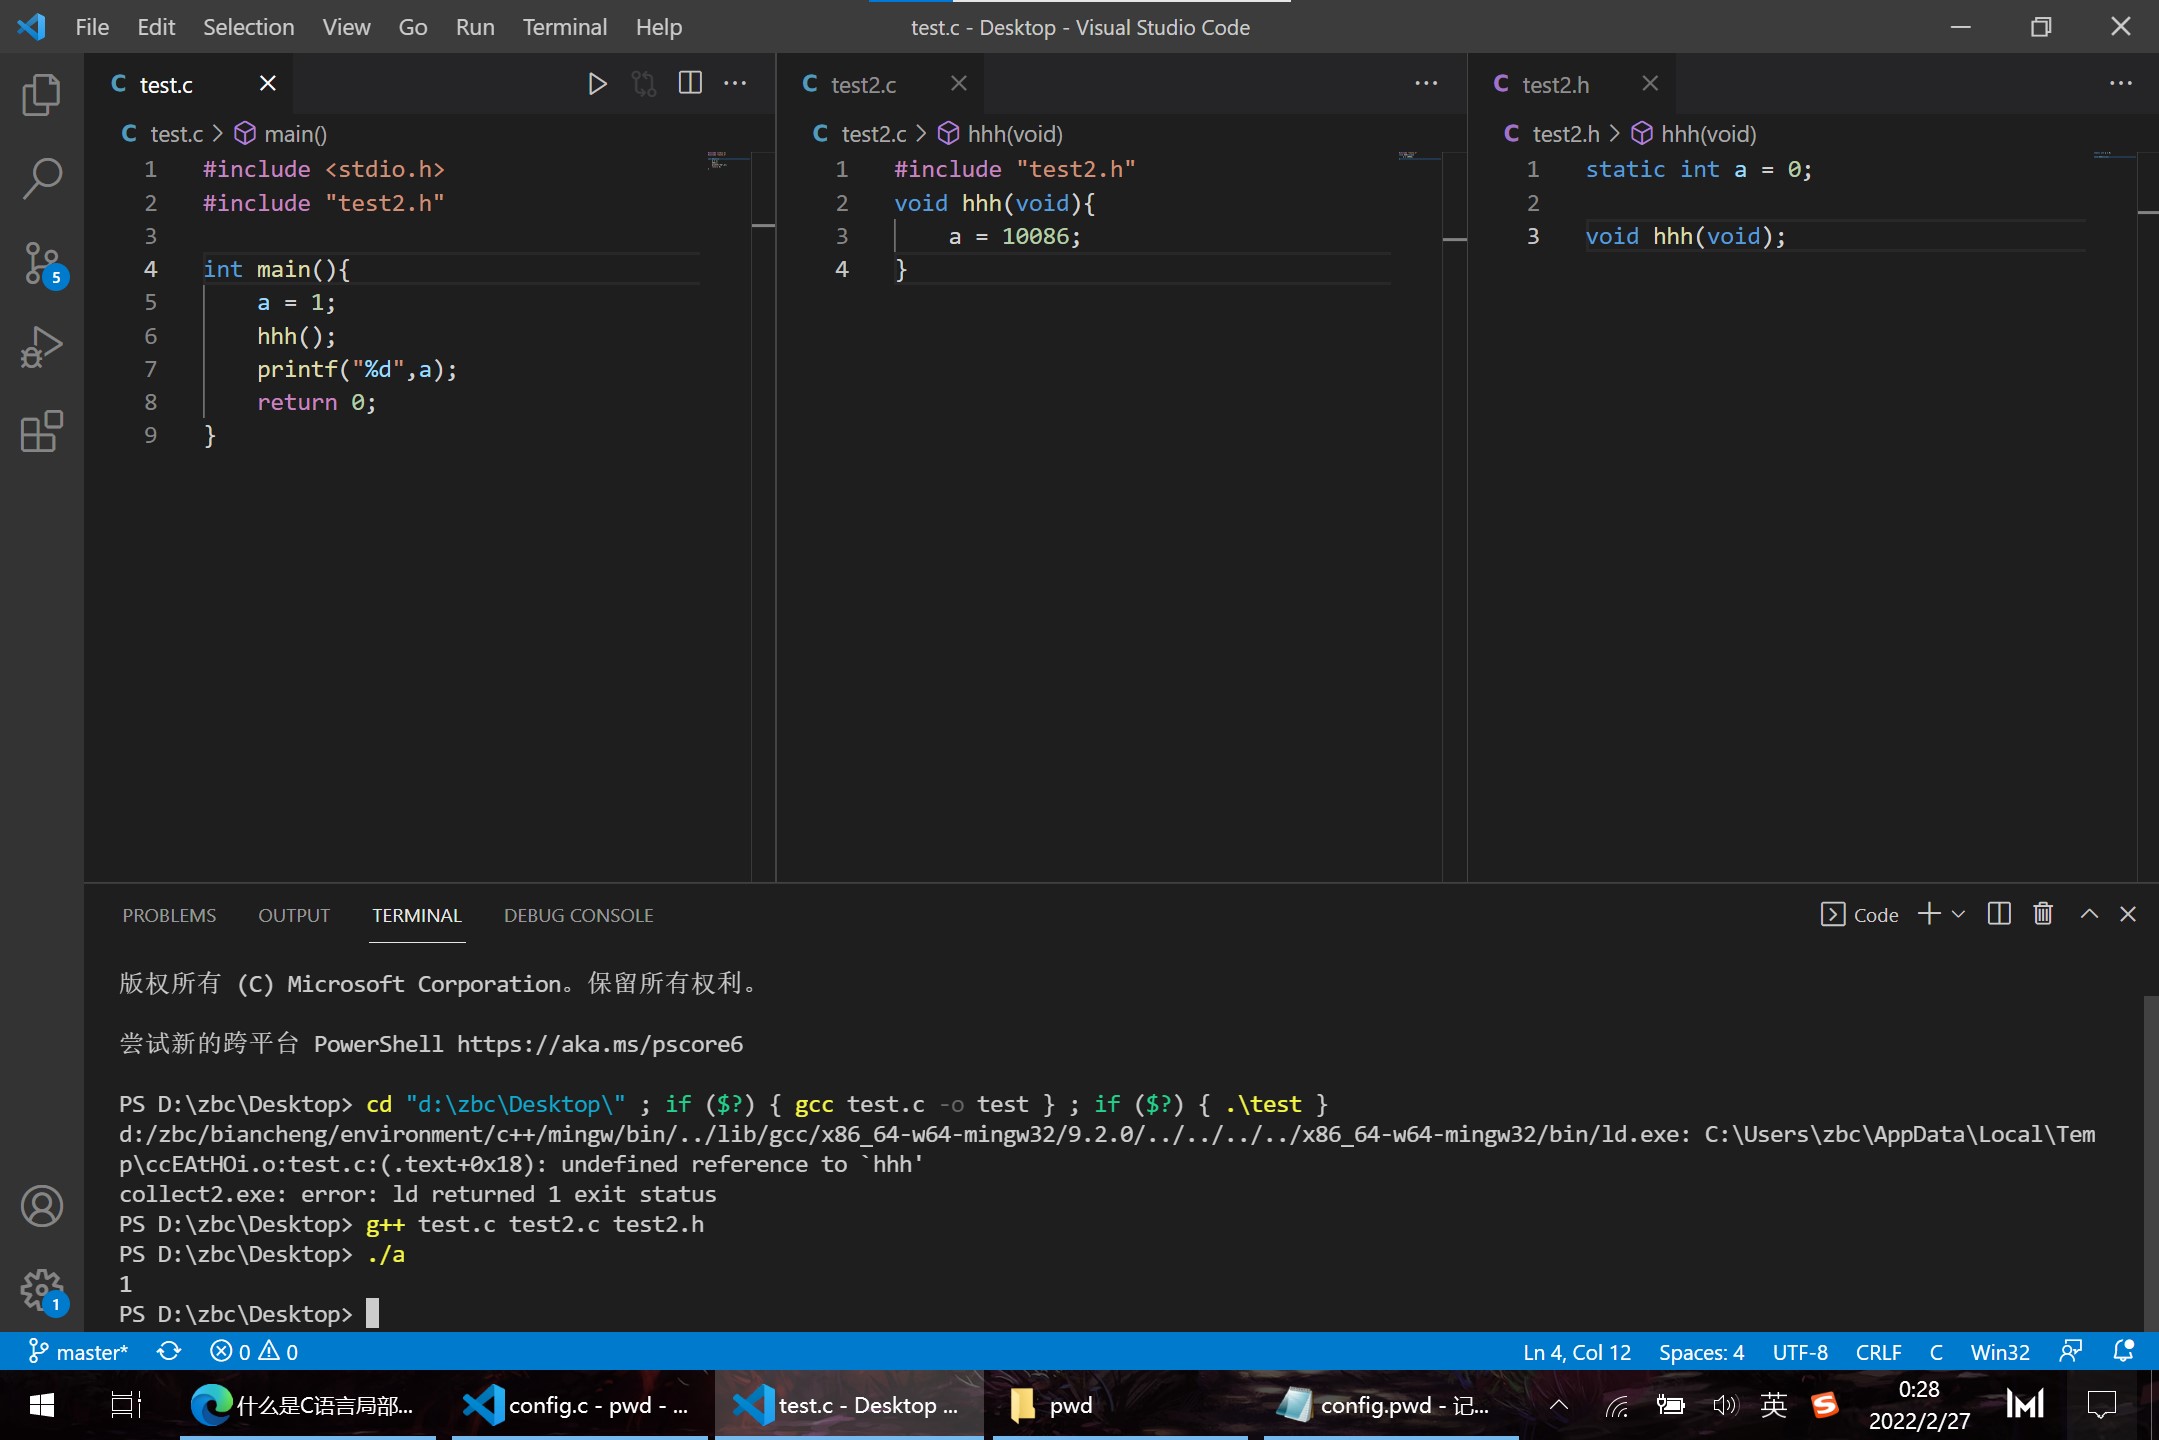 File Edit Selection View Go Run Terminal Help
test.c - Desktop - Visual Studio Code
C test.c
C test2.c
C test2.h
C test.c > main()
1 #include <stdio.h>
2 #include "test2.h"
3
4 int main(){
5 a = 1;
6 hhh();
7 printf("%d",a);
8 return 0;
9 }
C test2.c > hhh(void)
1 #include "test2.h"
2 void hhh(void){
3 a = 10086;
4 }
C test2.h > hhh(void)
1 static int a = 0;
2
3 void hhh(void);
5
1
PROBLEMS OUTPUT TERMINAL DEBUG CONSOLE
Code
版权所有 (C) Microsoft Corporation。保留所有权利。
尝试新的跨平台 PowerShell https://aka.ms/pscore6
PS D:\zbc\Desktop> cd "d:\zbc\Desktop\" ; if ($?) { gcc test.c -o test } ; if ($?) { .\test }
d:/zbc/biancheng/environment/c++/mingw/bin/../lib/gcc/x86_64-w64-mingw32/9.2.0/../../../../x86_64-w64-mingw32/bin/ld.exe: C:\Users\zbc\AppData\Local\Tem
p\ccEAtHOi.o:test.c:(.text+0x18): undefined reference to `hhh'
collect2.exe: error: ld returned 1 exit status
PS D:\zbc\Desktop> g++ test.c test2.c test2.h
PS D:\zbc\Desktop> ./a
1
PS D:\zbc\Desktop>
master* 0 0
Ln 4, Col 12 Spaces: 4 UTF-8 CRLF C Win32
什么是C语言局部...
config.c - pwd - ...
test.c - Desktop ...
pwd
config.pwd - 记...
英
S
0:28
2022/2/27